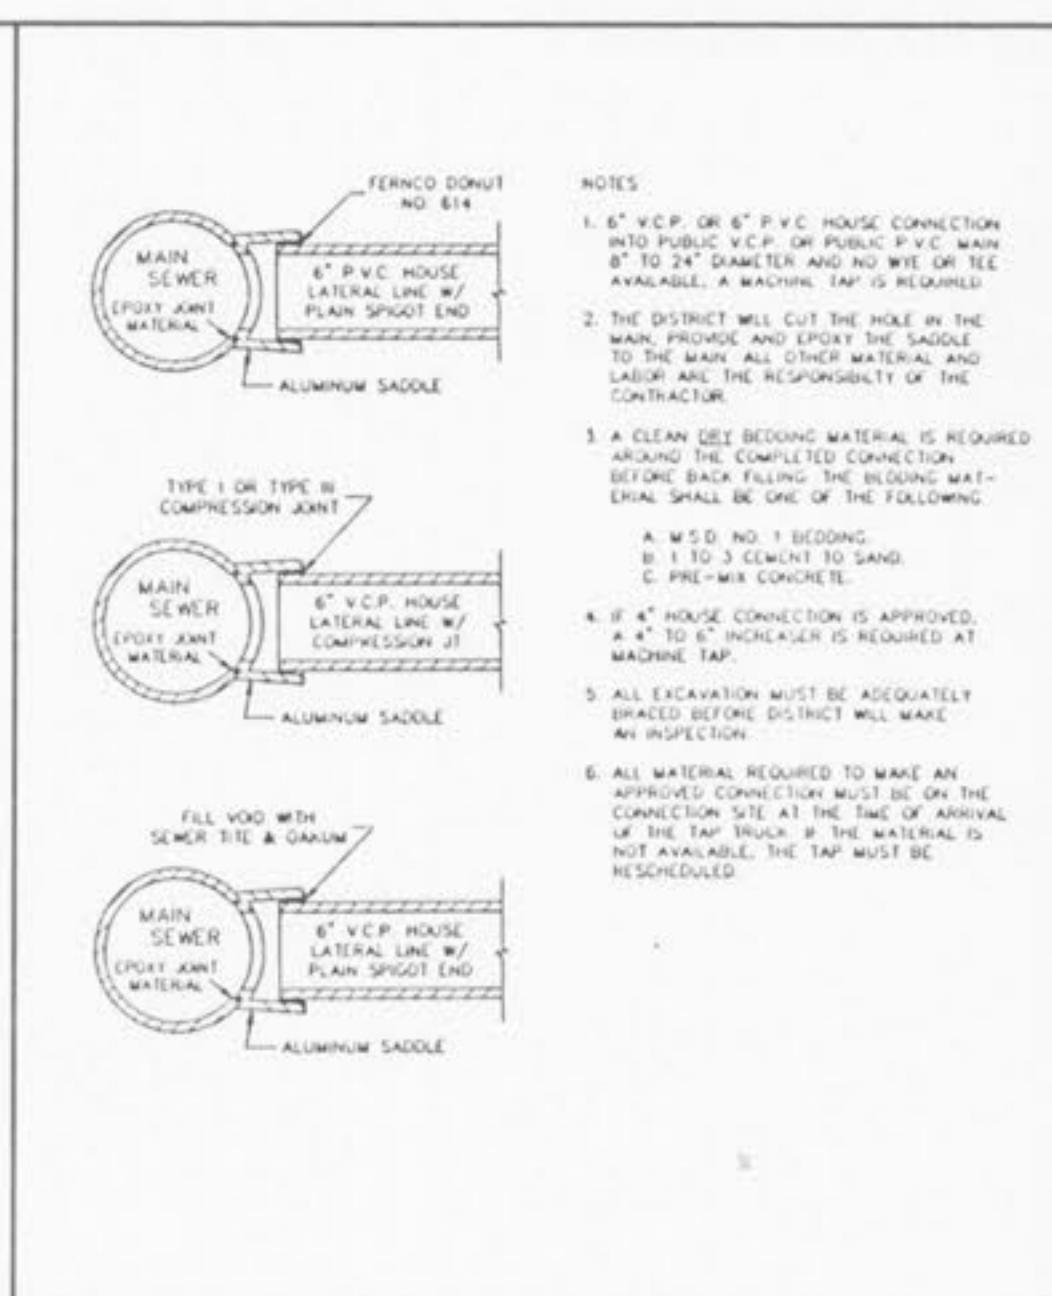 FERNCO DONUT
NO. 614
MAIN
SEWER
EPOXY JOINT
MATERIAL
6" P.V.C. HOUSE
LATERAL LINE W/
PLAIN SPIGOT END
ALUMINUM SADDLE
TYPE I OR TYPE III
COMPRESSION JOINT
MAIN
SEWER
EPOXY JOINT
MATERIAL
6" V.C.P. HOUSE
LATERAL LINE W/
COMPRESSION JT
ALUMINUM SADDLE
FILL VOID WITH
SEWER TITE & OAKUM
MAIN
SEWER
EPOXY JOINT
MATERIAL
6" V.C.P. HOUSE
LATERAL LINE W/
PLAIN SPIGOT END
ALUMINUM SADDLE
NOTES
1. 6" V.C.P. OR 6" P.V.C. HOUSE CONNECTION
INTO PUBLIC V.C.P. OR PUBLIC P.V.C. MAIN
8" TO 24" DIAMETER AND NO WYE OR TEE
AVAILABLE, A MACHINE TAP IS REQUIRED
2. THE DISTRICT WILL CUT THE HOLE IN THE
MAIN, PROVIDE AND EPOXY THE SADDLE
TO THE MAIN. ALL OTHER MATERIAL AND
LABOR ARE THE RESPONSIBILTY OF THE
CONTRACTOR.
3. A CLEAN DRY BEDDING MATERIAL IS REQUIRED
AROUND THE COMPLETED CONNECTION
BEFORE BACK FILLING. THE BEDDING MAT-
ERIAL SHALL BE ONE OF THE FOLLOWING.
A. M.S.D. NO. 1 BEDDING.
B. 1 TO 3 CEMENT TO SAND.
C. PRE-MIX CONCRETE.
4. IF 4" HOUSE CONNECTION IS APPROVED,
A 4" TO 6" INCREASER IS REQUIRED AT
MACHINE TAP.
5. ALL EXCAVATION MUST BE ADEQUATELY
BRACED BEFORE DISTRICT WILL MAKE
AN INSPECTION.
6. ALL MATERIAL REQUIRED TO MAKE AN
APPROVED CONNECTION MUST BE ON THE
CONNECTION SITE AT THE TIME OF ARRIVAL
OF THE TAP TRUCK. IF THE MATERIAL IS
NOT AVAILABLE, THE TAP MUST BE
RESCHEDULED.